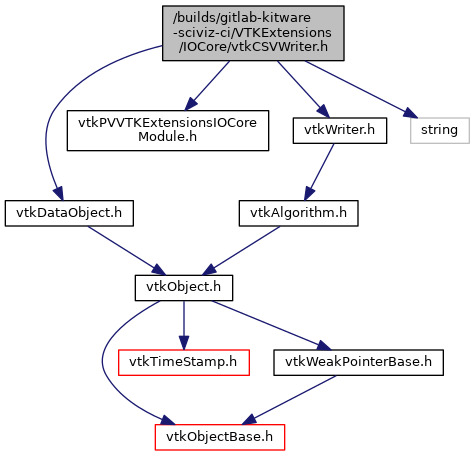 /builds/gitlab-kitware
-sciviz-ci/VTKExtensions
/IOCore/vtkCSVWriter.h
vtkPVVTKExtensionsIOCore
Module.h
vtkWriter.h
string
vtkDataObject.h
vtkAlgorithm.h
vtkObject.h
vtkTimeStamp.h
vtkWeakPointerBase.h
vtkObjectBase.h